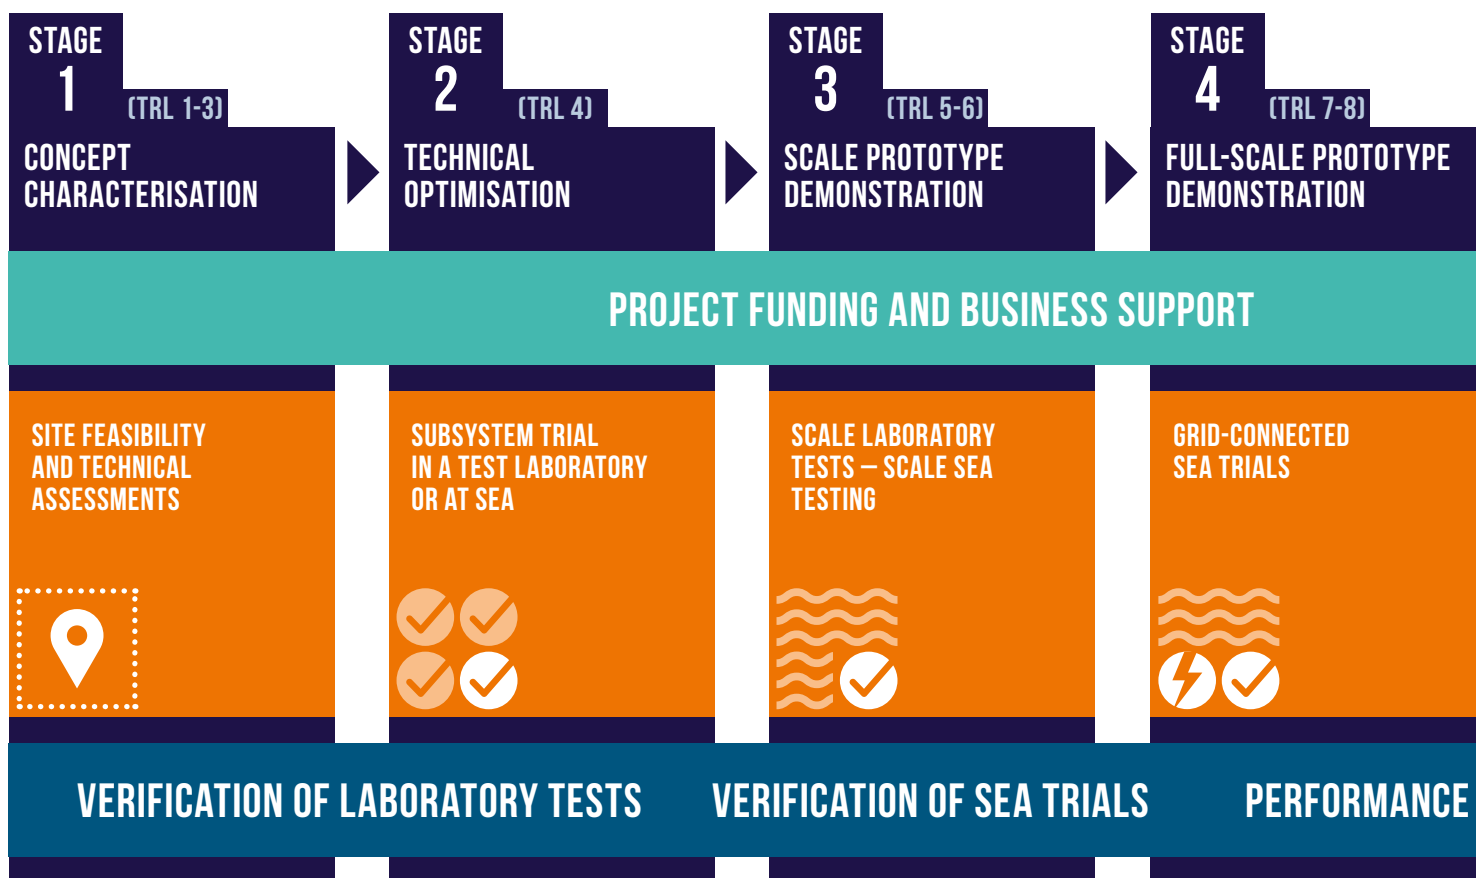 STAGE
1
(TRL 1-3)
CONCEPT
CHARACTERISATION
STAGE
2
(TRL 4)
TECHNICAL
OPTIMISATION
STAGE
3
(TRL 5-6)
SCALE PROTOTYPE
DEMONSTRATION
STAGE
4
(TRL 7-8)
FULL-SCALE PROTOTYPE
DEMONSTRATION
PROJECT FUNDING AND BUSINESS SUPPORT
SITE FEASIBILITY
AND TECHNICAL
ASSESSMENTS
SUBSYSTEM TRIAL
IN A TEST LABORATORY
OR AT SEA
SCALE LABORATORY
TESTS – SCALE SEA
TESTING
GRID-CONNECTED
SEA TRIALS
VERIFICATION OF LABORATORY TESTS
VERIFICATION OF SEA TRIALS
PERFORMANCE